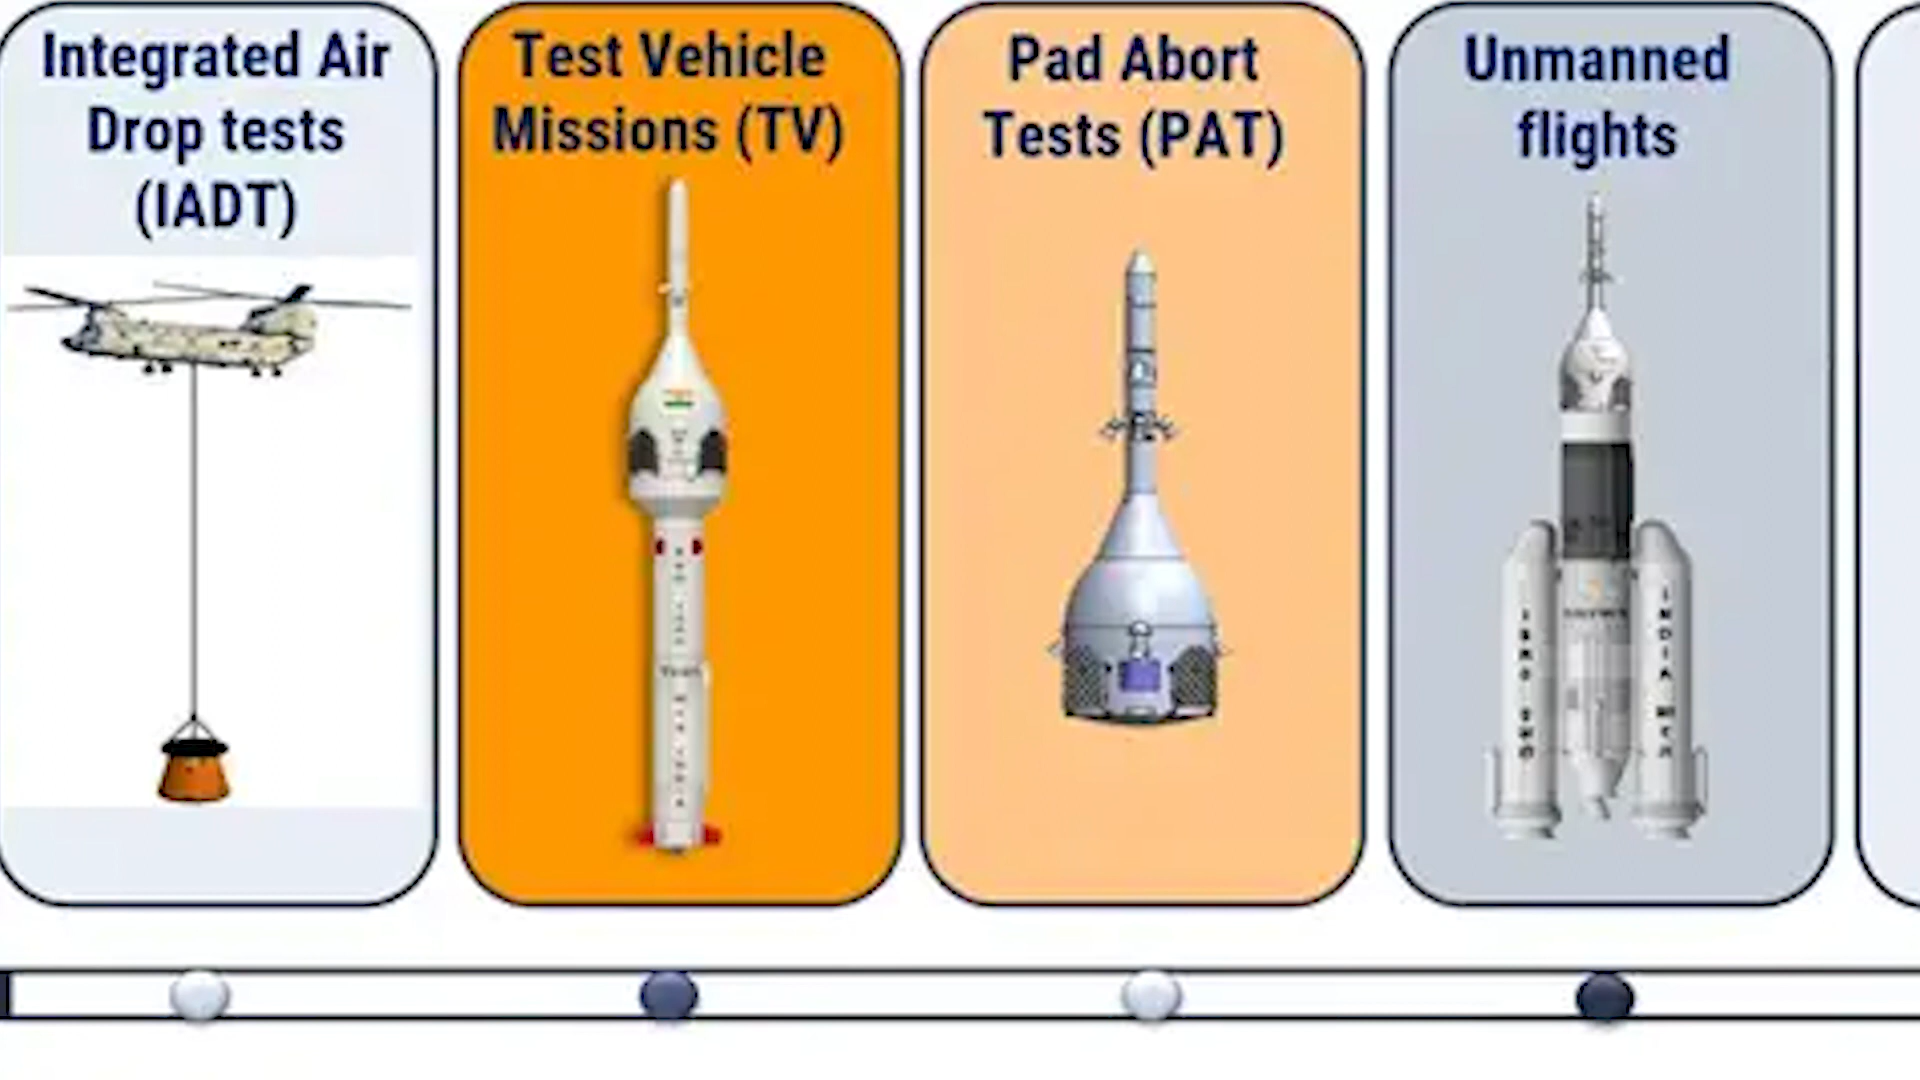 Integrated Air
Drop tests
(IADT)
Test Vehicle
Missions (TV)
Pad Abort
Tests (PAT)
Unmanned
flights